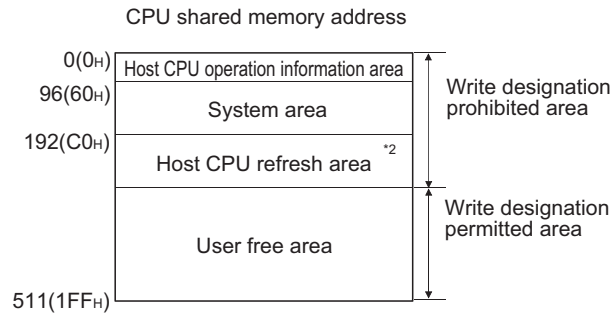 CPU shared memory address
0(0H)
Host CPU operation information area
96(60H)
System area
192(C0H)
Host CPU refresh area *2
User free area
511(1FFH)
Write designation
prohibited area
Write designation
permitted area